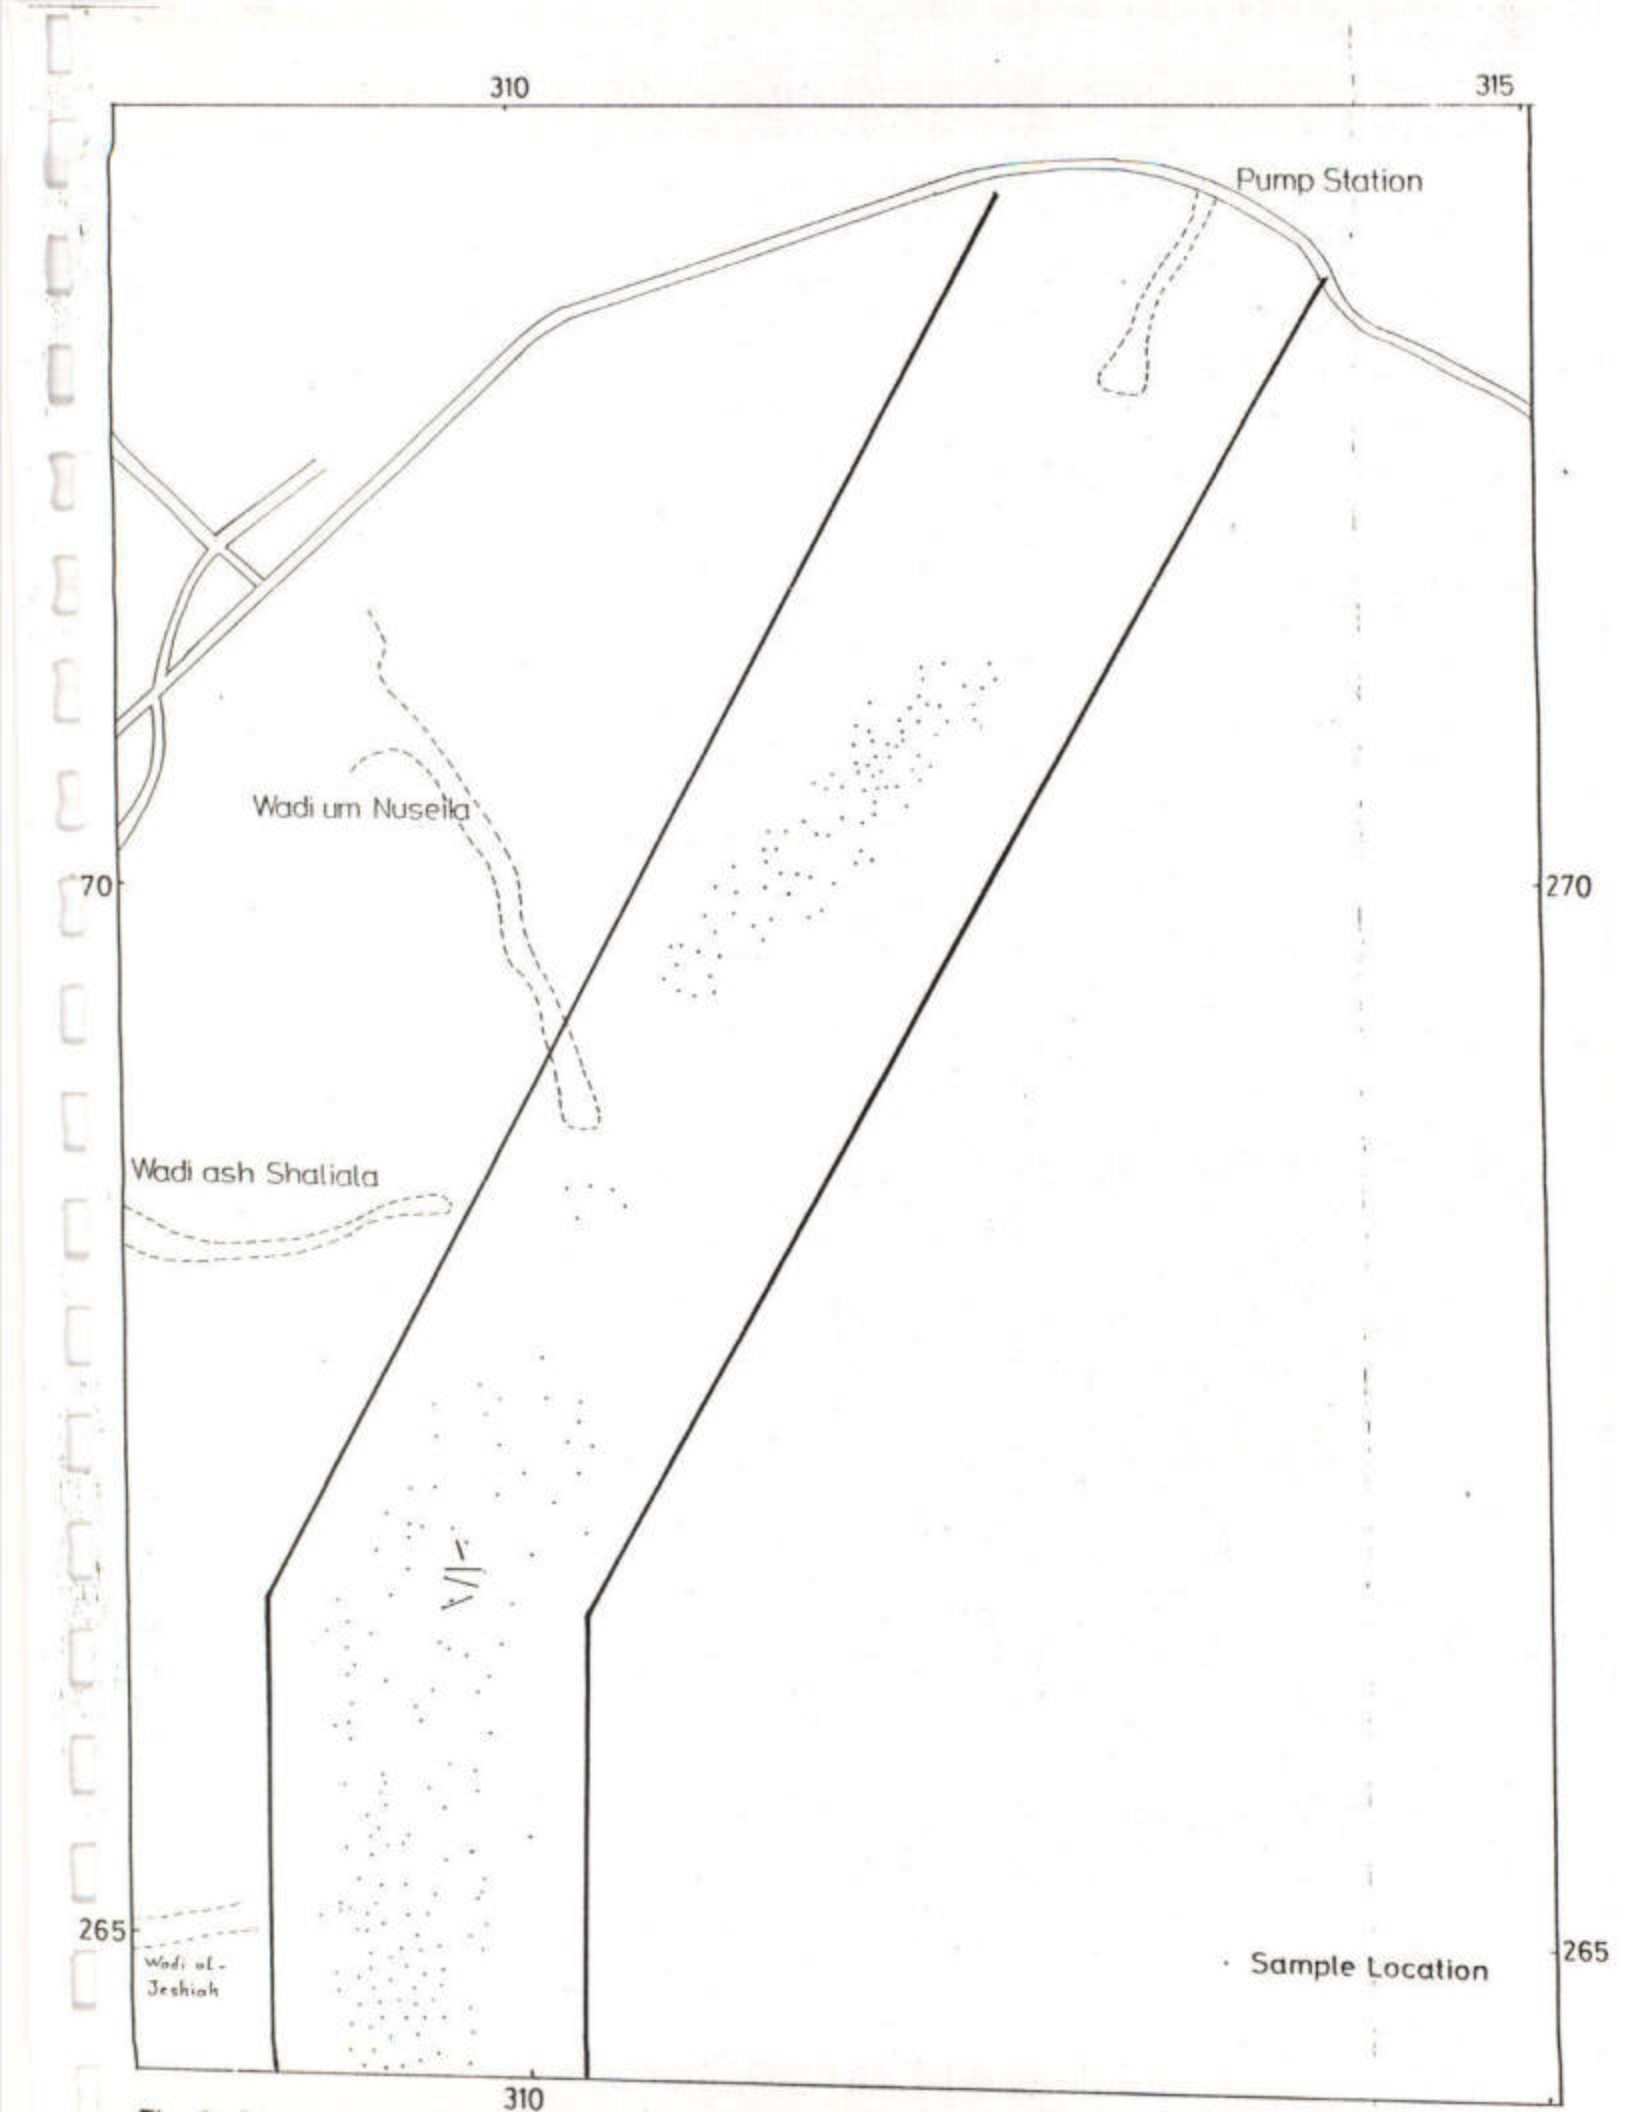 310
315
Pump Station
Wadi um Nuseila
70
270
Wadi ash Shaliala
265
265
Wadi al-
Jeshiah
Sample Location
310